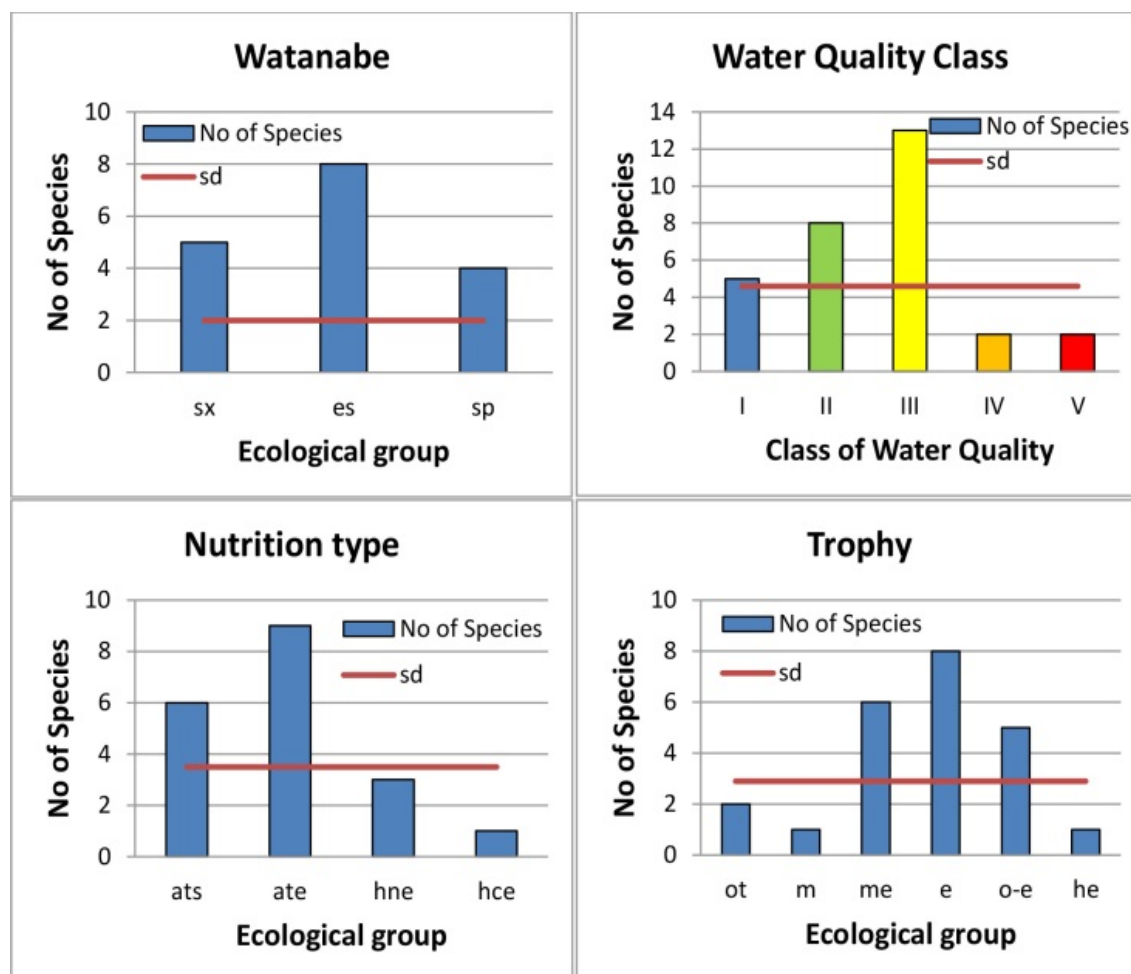 Watanabe
No of Species
10
8
6
4
2
0
No of Species
sd
sx es sp
Ecological group
Water Quality Class
No of Species
14
12
10
8
6
4
2
0
No of Species
sd
I II III IV V
Class of Water Quality
Nutrition type
No of Species
10
8
6
4
2
0
No of Species
sd
ats ate hne hce
Ecological group
Trophy
No of Species
10
8
6
4
2
0
No of Species
sd
ot m me e o-e he
Ecological group